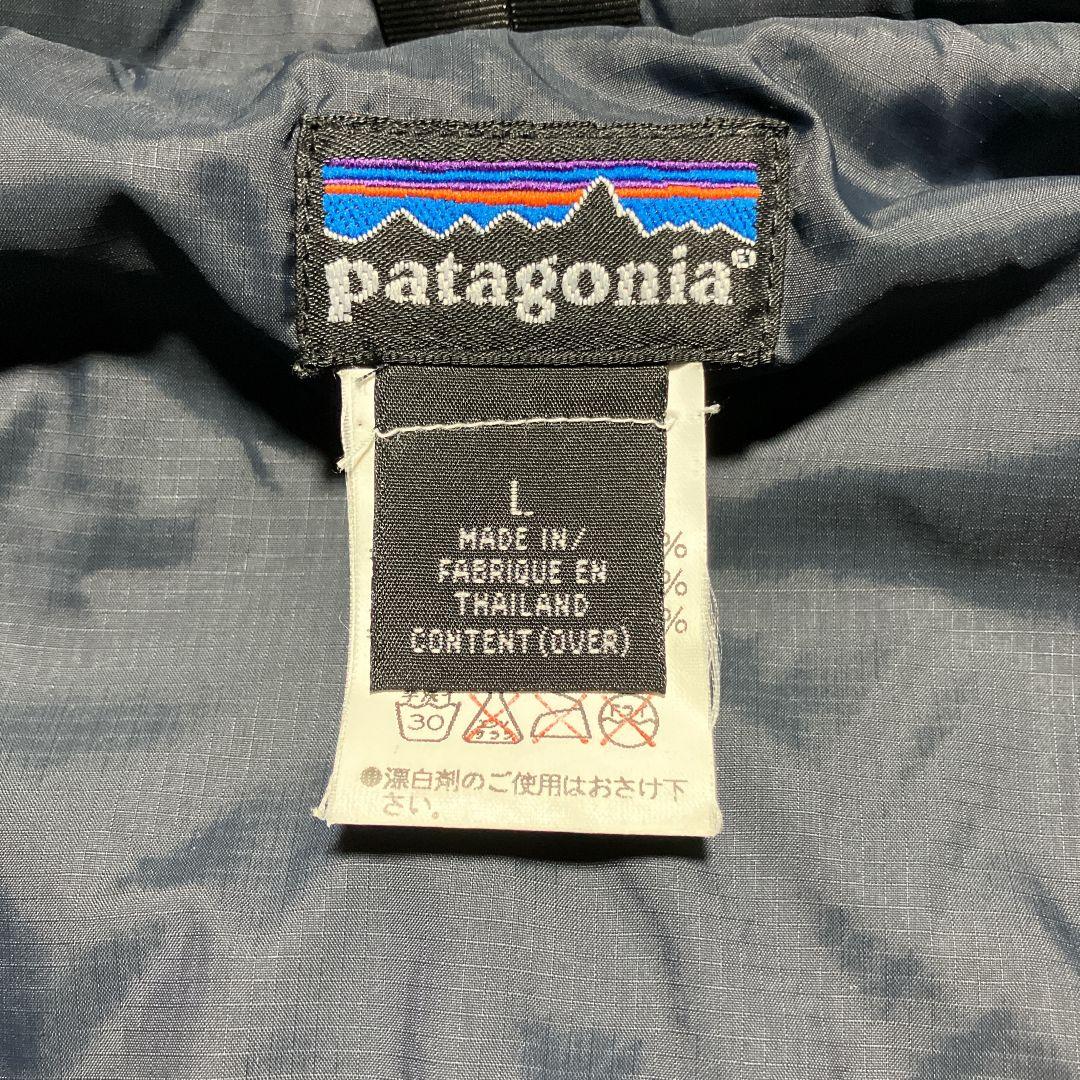 patagonia®
L
MADE IN/
FABRIQUE EN
THAILAND
CONTENT(OVER)
%
%
%
30
●漂白剤のご使用はおさけ下
さい。